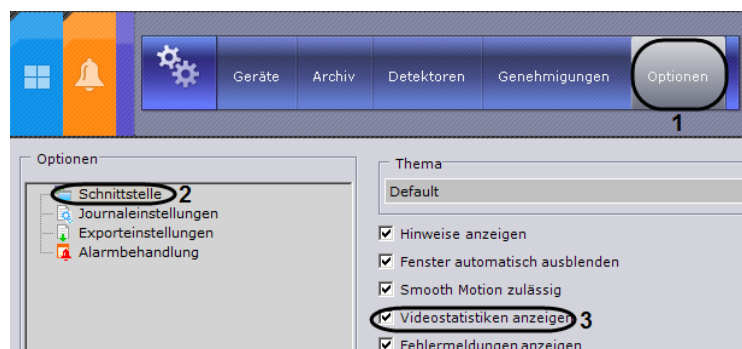 Geräte Archiv Detektoren Genehmigungen Optionen
1
Optionen
Schnittstelle 2
Journaleinstellungen
Exporteinstellungen
Alarmbehandlung
Thema
Default
Hinweise anzeigen
Fenster automatisch ausblenden
Smooth Motion zulässig
Videostatistiken anzeigen 3
Fehlermeldungen anzeigen